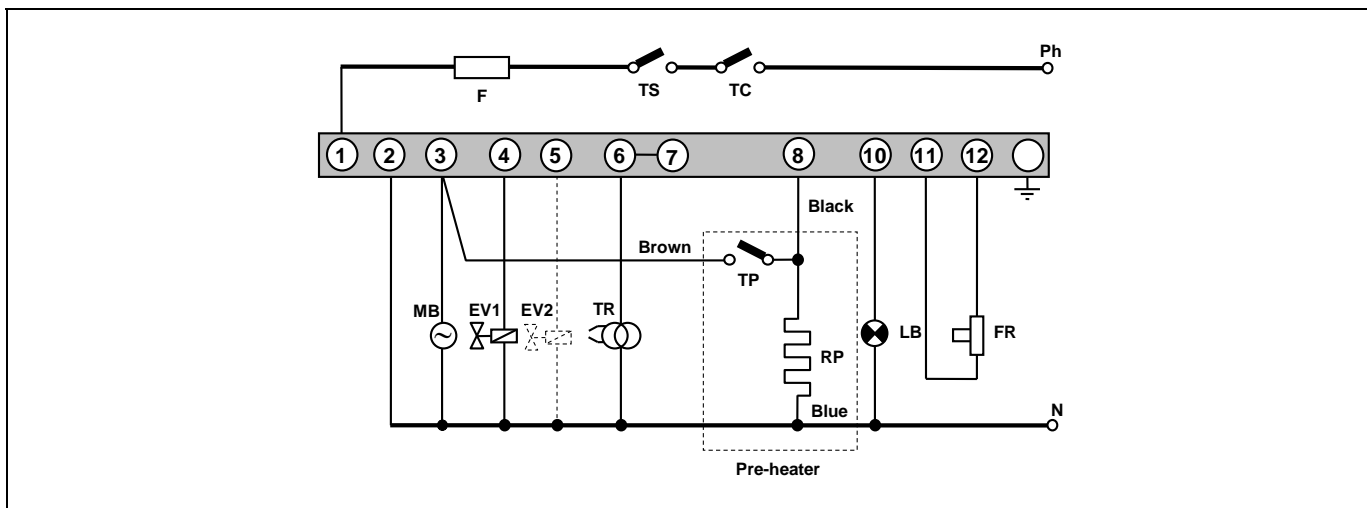 Ph
F
TS
TC
1 2 3 4 5 6 7 8 10 11 12
Black
Brown
TP
MB
EV1
EV2
TR
RP
LB
FR
Blue
N
Pre-heater